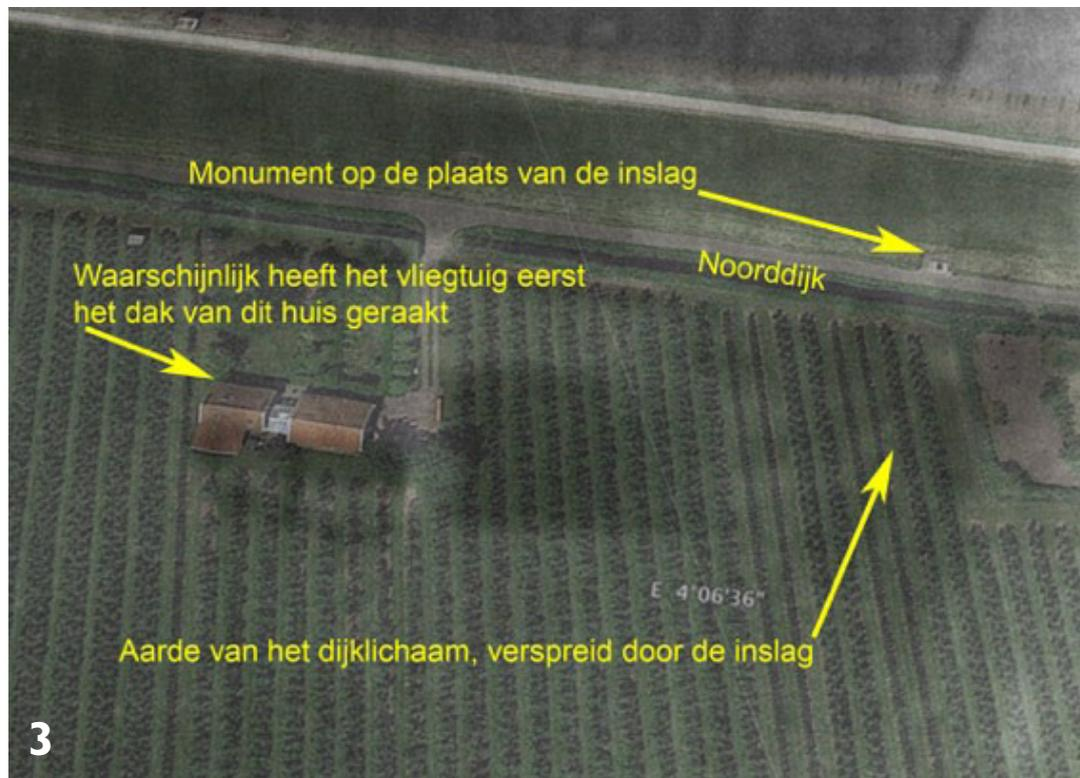 Monument op de plaats van de inslag
Noorddijk
Waarschijnlijk heeft het vliegtuig eerst
het dak van dit huis geraakt
E 4°06'36"
Aarde van het dijklichaam, verspreid door de inslag
3